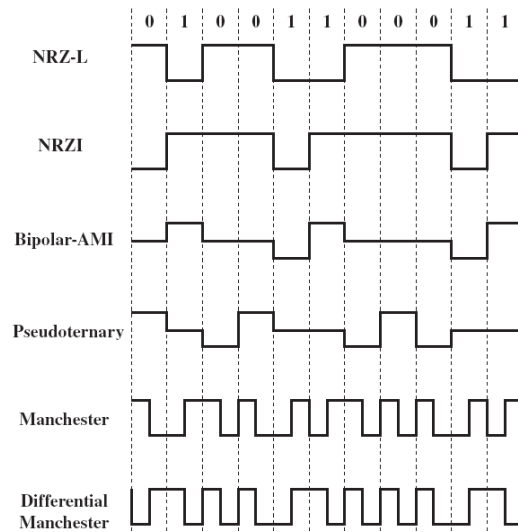 0 1 0 0 1 1 0 0 0 1 1
NRZ-L
NRZI
Bipolar-AMI
Pseudoternary
Manchester
Differential
Manchester